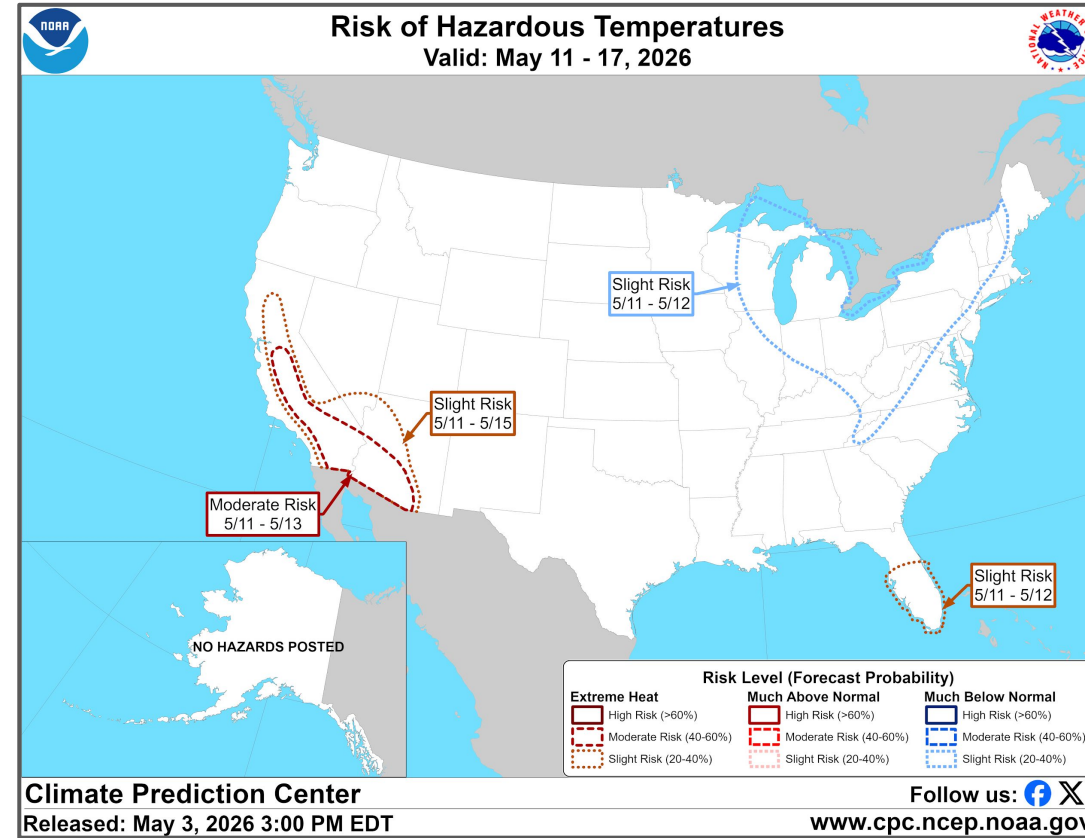 NOAA
Risk of Hazardous Temperatures
Valid: May 11 - 17, 2026
NATIONAL WEATHER SERVICE
Slight Risk
5/11 - 5/12
Slight Risk
5/11 - 5/15
Moderate Risk
5/11 - 5/13
Slight Risk
5/11 - 5/12
NO HAZARDS POSTED
Risk Level (Forecast Probability)
Extreme Heat
High Risk (>60%)
Moderate Risk (40-60%)
Slight Risk (20-40%)
Much Above Normal
High Risk (>60%)
Moderate Risk (40-60%)
Slight Risk (20-40%)
Much Below Normal
High Risk (>60%)
Moderate Risk (40-60%)
Slight Risk (20-40%)
Climate Prediction Center
Follow us:
Released: May 3, 2026 3:00 PM EDT
www.cpc.ncep.noaa.gov